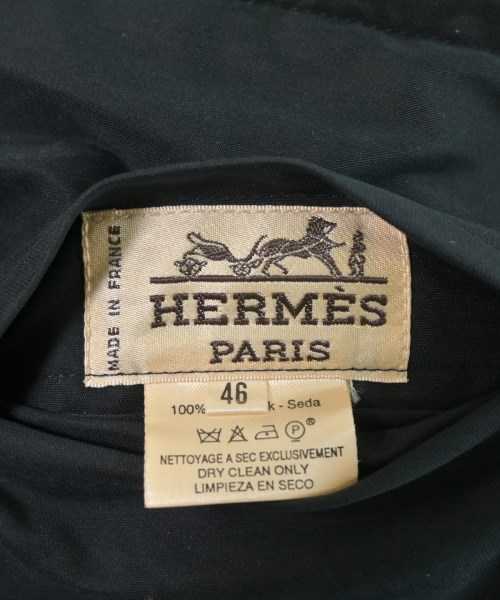 MADE IN FRANCE
HERMÈS
PARIS
46
100% k - Seda
P ®
NETTOYAGE A SEC EXCLUSIVEMENT
DRY CLEAN ONLY
LIMPIEZA EN SECO